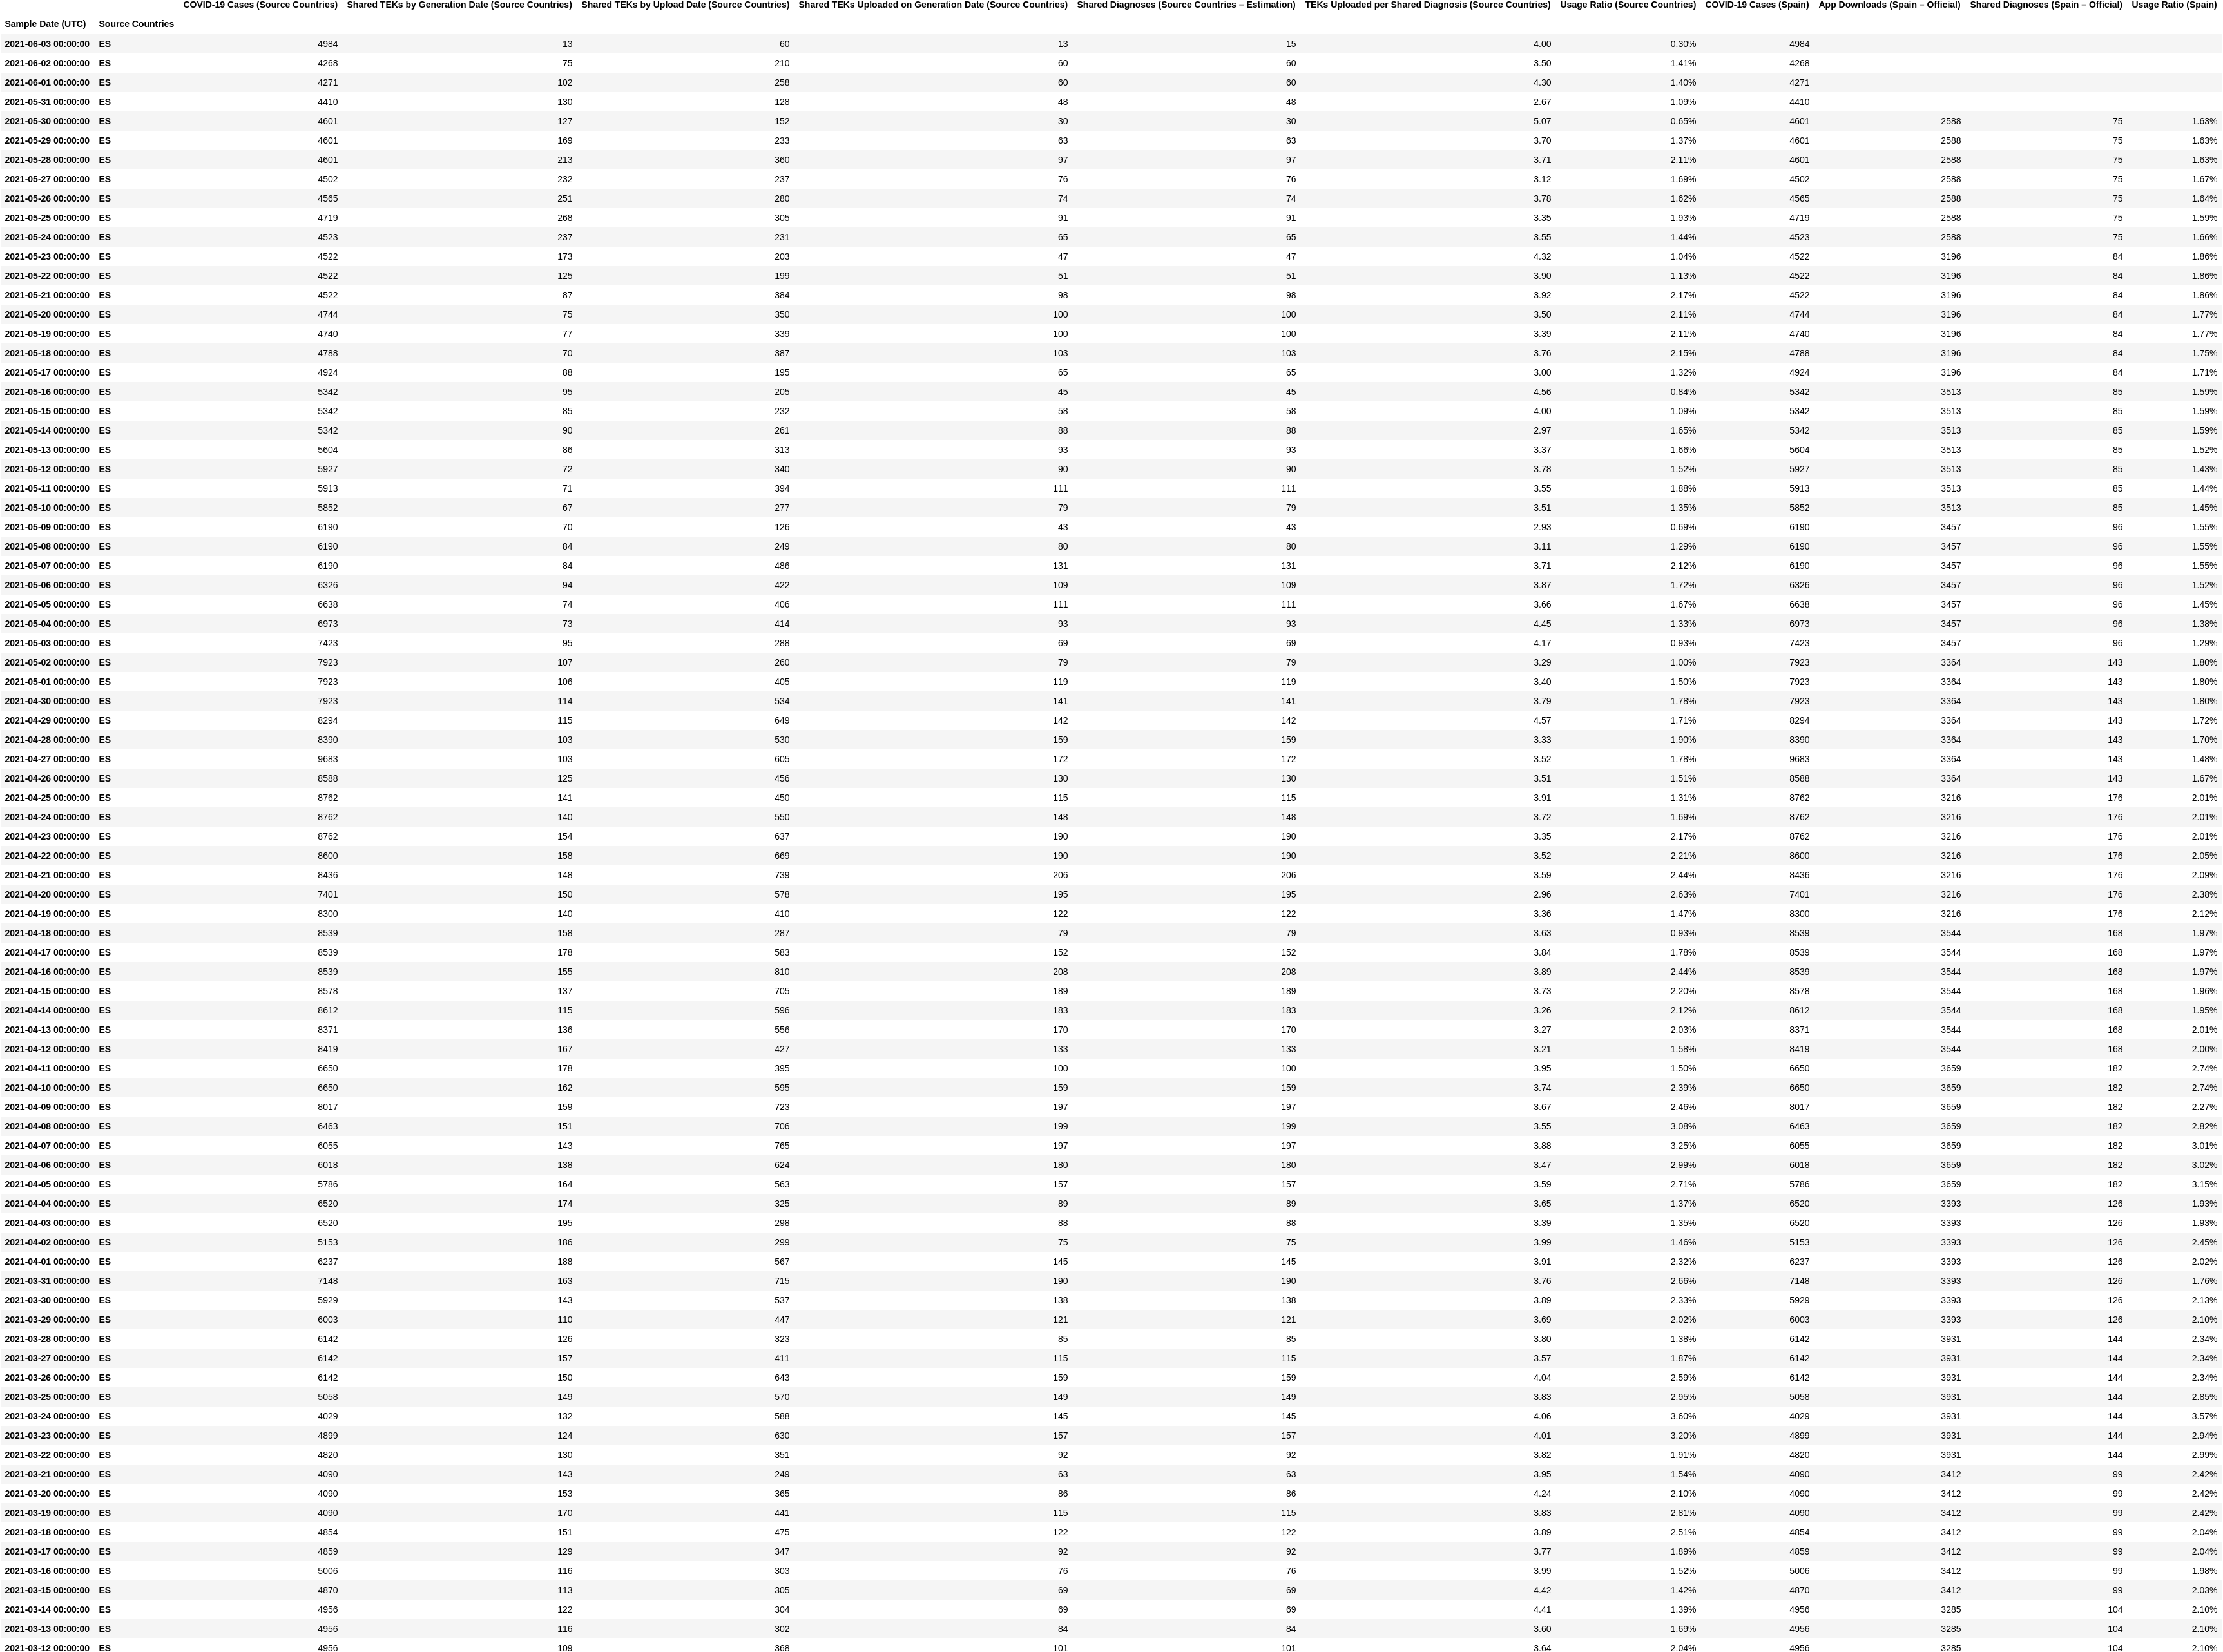 COVID-19 Cases (Source Countries) Shared TEKs by Generation Date (Source Countries) Shared TEKs by Upload Date (Source Countries) Shared TEKs Uploaded on Generation Date (Source Countries) Shared Diagnoses (Source Countries – Estimation) TEKs Uploaded per Shared Diagnosis (Source Countries) Usage Ratio (Source Countries) COVID-19 Cases (Spain) App Downloads (Spain – Official) Shared Diagnoses (Spain – Official) Usage Ratio (Spain)
Sample Date (UTC) Source Countries
2021-06-03 00:00:00 ES 4984 13 60 13 15 4.00 0.30% 4984
2021-06-02 00:00:00 ES 4268 75 210 60 60 3.50 1.41% 4268
2021-06-01 00:00:00 ES 4271 102 258 60 60 4.30 1.40% 4271
2021-05-31 00:00:00 ES 4410 130 128 48 48 2.67 1.09% 4410
2021-05-30 00:00:00 ES 4601 127 152 30 30 5.07 0.65% 4601 2588 75 1.63%
2021-05-29 00:00:00 ES 4601 169 233 63 63 3.70 1.37% 4601 2588 75 1.63%
2021-05-28 00:00:00 ES 4601 213 360 97 97 3.71 2.11% 4601 2588 75 1.63%
2021-05-27 00:00:00 ES 4502 232 237 76 76 3.12 1.69% 4502 2588 75 1.67%
2021-05-26 00:00:00 ES 4565 251 280 74 74 3.78 1.62% 4565 2588 75 1.64%
2021-05-25 00:00:00 ES 4719 268 305 91 91 3.35 1.93% 4719 2588 75 1.59%
2021-05-24 00:00:00 ES 4523 237 231 65 65 3.55 1.44% 4523 2588 75 1.66%
2021-05-23 00:00:00 ES 4522 173 203 47 47 4.32 1.04% 4522 3196 84 1.86%
2021-05-22 00:00:00 ES 4522 125 199 51 51 3.90 1.13% 4522 3196 84 1.86%
2021-05-21 00:00:00 ES 4522 87 384 98 98 3.92 2.17% 4522 3196 84 1.86%
2021-05-20 00:00:00 ES 4744 75 350 100 100 3.50 2.11% 4744 3196 84 1.77%
2021-05-19 00:00:00 ES 4740 77 339 100 100 3.39 2.11% 4740 3196 84 1.77%
2021-05-18 00:00:00 ES 4788 70 387 103 103 3.76 2.15% 4788 3196 84 1.75%
2021-05-17 00:00:00 ES 4924 88 195 65 65 3.00 1.32% 4924 3196 84 1.71%
2021-05-16 00:00:00 ES 5342 95 205 45 45 4.56 0.84% 5342 3513 85 1.59%
2021-05-15 00:00:00 ES 5342 85 232 58 58 4.00 1.09% 5342 3513 85 1.59%
2021-05-14 00:00:00 ES 5342 90 261 88 88 2.97 1.65% 5342 3513 85 1.59%
2021-05-13 00:00:00 ES 5604 86 313 93 93 3.37 1.66% 5604 3513 85 1.52%
2021-05-12 00:00:00 ES 5927 72 340 90 90 3.78 1.52% 5927 3513 85 1.43%
2021-05-11 00:00:00 ES 5913 71 394 111 111 3.55 1.88% 5913 3513 85 1.44%
2021-05-10 00:00:00 ES 5852 67 277 79 79 3.51 1.35% 5852 3513 85 1.45%
2021-05-09 00:00:00 ES 6190 70 126 43 43 2.93 0.69% 6190 3457 96 1.55%
2021-05-08 00:00:00 ES 6190 84 249 80 80 3.11 1.29% 6190 3457 96 1.55%
2021-05-07 00:00:00 ES 6190 84 486 131 131 3.71 2.12% 6190 3457 96 1.55%
2021-05-06 00:00:00 ES 6326 94 422 109 109 3.87 1.72% 6326 3457 96 1.52%
2021-05-05 00:00:00 ES 6638 74 406 111 111 3.66 1.67% 6638 3457 96 1.45%
2021-05-04 00:00:00 ES 6973 73 414 93 93 4.45 1.33% 6973 3457 96 1.38%
2021-05-03 00:00:00 ES 7423 95 288 69 69 4.17 0.93% 7423 3457 96 1.29%
2021-05-02 00:00:00 ES 7923 107 260 79 79 3.29 1.00% 7923 3364 143 1.80%
2021-05-01 00:00:00 ES 7923 106 405 119 119 3.40 1.50% 7923 3364 143 1.80%
2021-04-30 00:00:00 ES 7923 114 534 141 141 3.79 1.78% 7923 3364 143 1.80%
2021-04-29 00:00:00 ES 8294 115 649 142 142 4.57 1.71% 8294 3364 143 1.72%
2021-04-28 00:00:00 ES 8390 103 530 159 159 3.33 1.90% 8390 3364 143 1.70%
2021-04-27 00:00:00 ES 9683 103 605 172 172 3.52 1.78% 9683 3364 143 1.48%
2021-04-26 00:00:00 ES 8588 125 456 130 130 3.51 1.51% 8588 3364 143 1.67%
2021-04-25 00:00:00 ES 8762 141 450 115 115 3.91 1.31% 8762 3216 176 2.01%
2021-04-24 00:00:00 ES 8762 140 550 148 148 3.72 1.69% 8762 3216 176 2.01%
2021-04-23 00:00:00 ES 8762 154 637 190 190 3.35 2.17% 8762 3216 176 2.01%
2021-04-22 00:00:00 ES 8600 158 669 190 190 3.52 2.21% 8600 3216 176 2.05%
2021-04-21 00:00:00 ES 8436 148 739 206 206 3.59 2.44% 8436 3216 176 2.09%
2021-04-20 00:00:00 ES 7401 150 578 195 195 2.96 2.63% 7401 3216 176 2.38%
2021-04-19 00:00:00 ES 8300 140 410 122 122 3.36 1.47% 8300 3216 176 2.12%
2021-04-18 00:00:00 ES 8539 158 287 79 79 3.63 0.93% 8539 3544 168 1.97%
2021-04-17 00:00:00 ES 8539 178 583 152 152 3.84 1.78% 8539 3544 168 1.97%
2021-04-16 00:00:00 ES 8539 155 810 208 208 3.89 2.44% 8539 3544 168 1.97%
2021-04-15 00:00:00 ES 8578 137 705 189 189 3.73 2.20% 8578 3544 168 1.96%
2021-04-14 00:00:00 ES 8612 115 596 183 183 3.26 2.12% 8612 3544 168 1.95%
2021-04-13 00:00:00 ES 8371 136 556 170 170 3.27 2.03% 8371 3544 168 2.01%
2021-04-12 00:00:00 ES 8419 167 427 133 133 3.21 1.58% 8419 3544 168 2.00%
2021-04-11 00:00:00 ES 6650 178 395 100 100 3.95 1.50% 6650 3659 182 2.74%
2021-04-10 00:00:00 ES 6650 162 595 159 159 3.74 2.39% 6650 3659 182 2.74%
2021-04-09 00:00:00 ES 8017 159 723 197 197 3.67 2.46% 8017 3659 182 2.27%
2021-04-08 00:00:00 ES 6463 151 706 199 199 3.55 3.08% 6463 3659 182 2.82%
2021-04-07 00:00:00 ES 6055 143 765 197 197 3.88 3.25% 6055 3659 182 3.01%
2021-04-06 00:00:00 ES 6018 138 624 180 180 3.47 2.99% 6018 3659 182 3.02%
2021-04-05 00:00:00 ES 5786 164 563 157 157 3.59 2.71% 5786 3659 182 3.15%
2021-04-04 00:00:00 ES 6520 174 325 89 89 3.65 1.37% 6520 3393 126 1.93%
2021-04-03 00:00:00 ES 6520 195 298 88 88 3.39 1.35% 6520 3393 126 1.93%
2021-04-02 00:00:00 ES 5153 186 299 75 75 3.99 1.46% 5153 3393 126 2.45%
2021-04-01 00:00:00 ES 6237 188 567 145 145 3.91 2.32% 6237 3393 126 2.02%
2021-03-31 00:00:00 ES 7148 163 715 190 190 3.76 2.66% 7148 3393 126 1.76%
2021-03-30 00:00:00 ES 5929 143 537 138 138 3.89 2.33% 5929 3393 126 2.13%
2021-03-29 00:00:00 ES 6003 110 447 121 121 3.69 2.02% 6003 3393 126 2.10%
2021-03-28 00:00:00 ES 6142 126 323 85 85 3.80 1.38% 6142 3931 144 2.34%
2021-03-27 00:00:00 ES 6142 157 411 115 115 3.57 1.87% 6142 3931 144 2.34%
2021-03-26 00:00:00 ES 6142 150 643 159 159 4.04 2.59% 6142 3931 144 2.34%
2021-03-25 00:00:00 ES 5058 149 570 149 149 3.83 2.95% 5058 3931 144 2.85%
2021-03-24 00:00:00 ES 4029 132 588 145 145 4.06 3.60% 4029 3931 144 3.57%
2021-03-23 00:00:00 ES 4899 124 630 157 157 4.01 3.20% 4899 3931 144 2.94%
2021-03-22 00:00:00 ES 4820 130 351 92 92 3.82 1.91% 4820 3931 144 2.99%
2021-03-21 00:00:00 ES 4090 143 249 63 63 3.95 1.54% 4090 3412 99 2.42%
2021-03-20 00:00:00 ES 4090 153 365 86 86 4.24 2.10% 4090 3412 99 2.42%
2021-03-19 00:00:00 ES 4090 170 441 115 115 3.83 2.81% 4090 3412 99 2.42%
2021-03-18 00:00:00 ES 4854 151 475 122 122 3.89 2.51% 4854 3412 99 2.04%
2021-03-17 00:00:00 ES 4859 129 347 92 92 3.77 1.89% 4859 3412 99 2.04%
2021-03-16 00:00:00 ES 5006 116 303 76 76 3.99 1.52% 5006 3412 99 1.98%
2021-03-15 00:00:00 ES 4870 113 305 69 69 4.42 1.42% 4870 3412 99 2.03%
2021-03-14 00:00:00 ES 4956 122 304 69 69 4.41 1.39% 4956 3285 104 2.10%
2021-03-13 00:00:00 ES 4956 116 302 84 84 3.60 1.69% 4956 3285 104 2.10%
2021-03-12 00:00:00 ES 4956 109 368 101 101 3.64 2.04% 4956 3285 104 2.10%